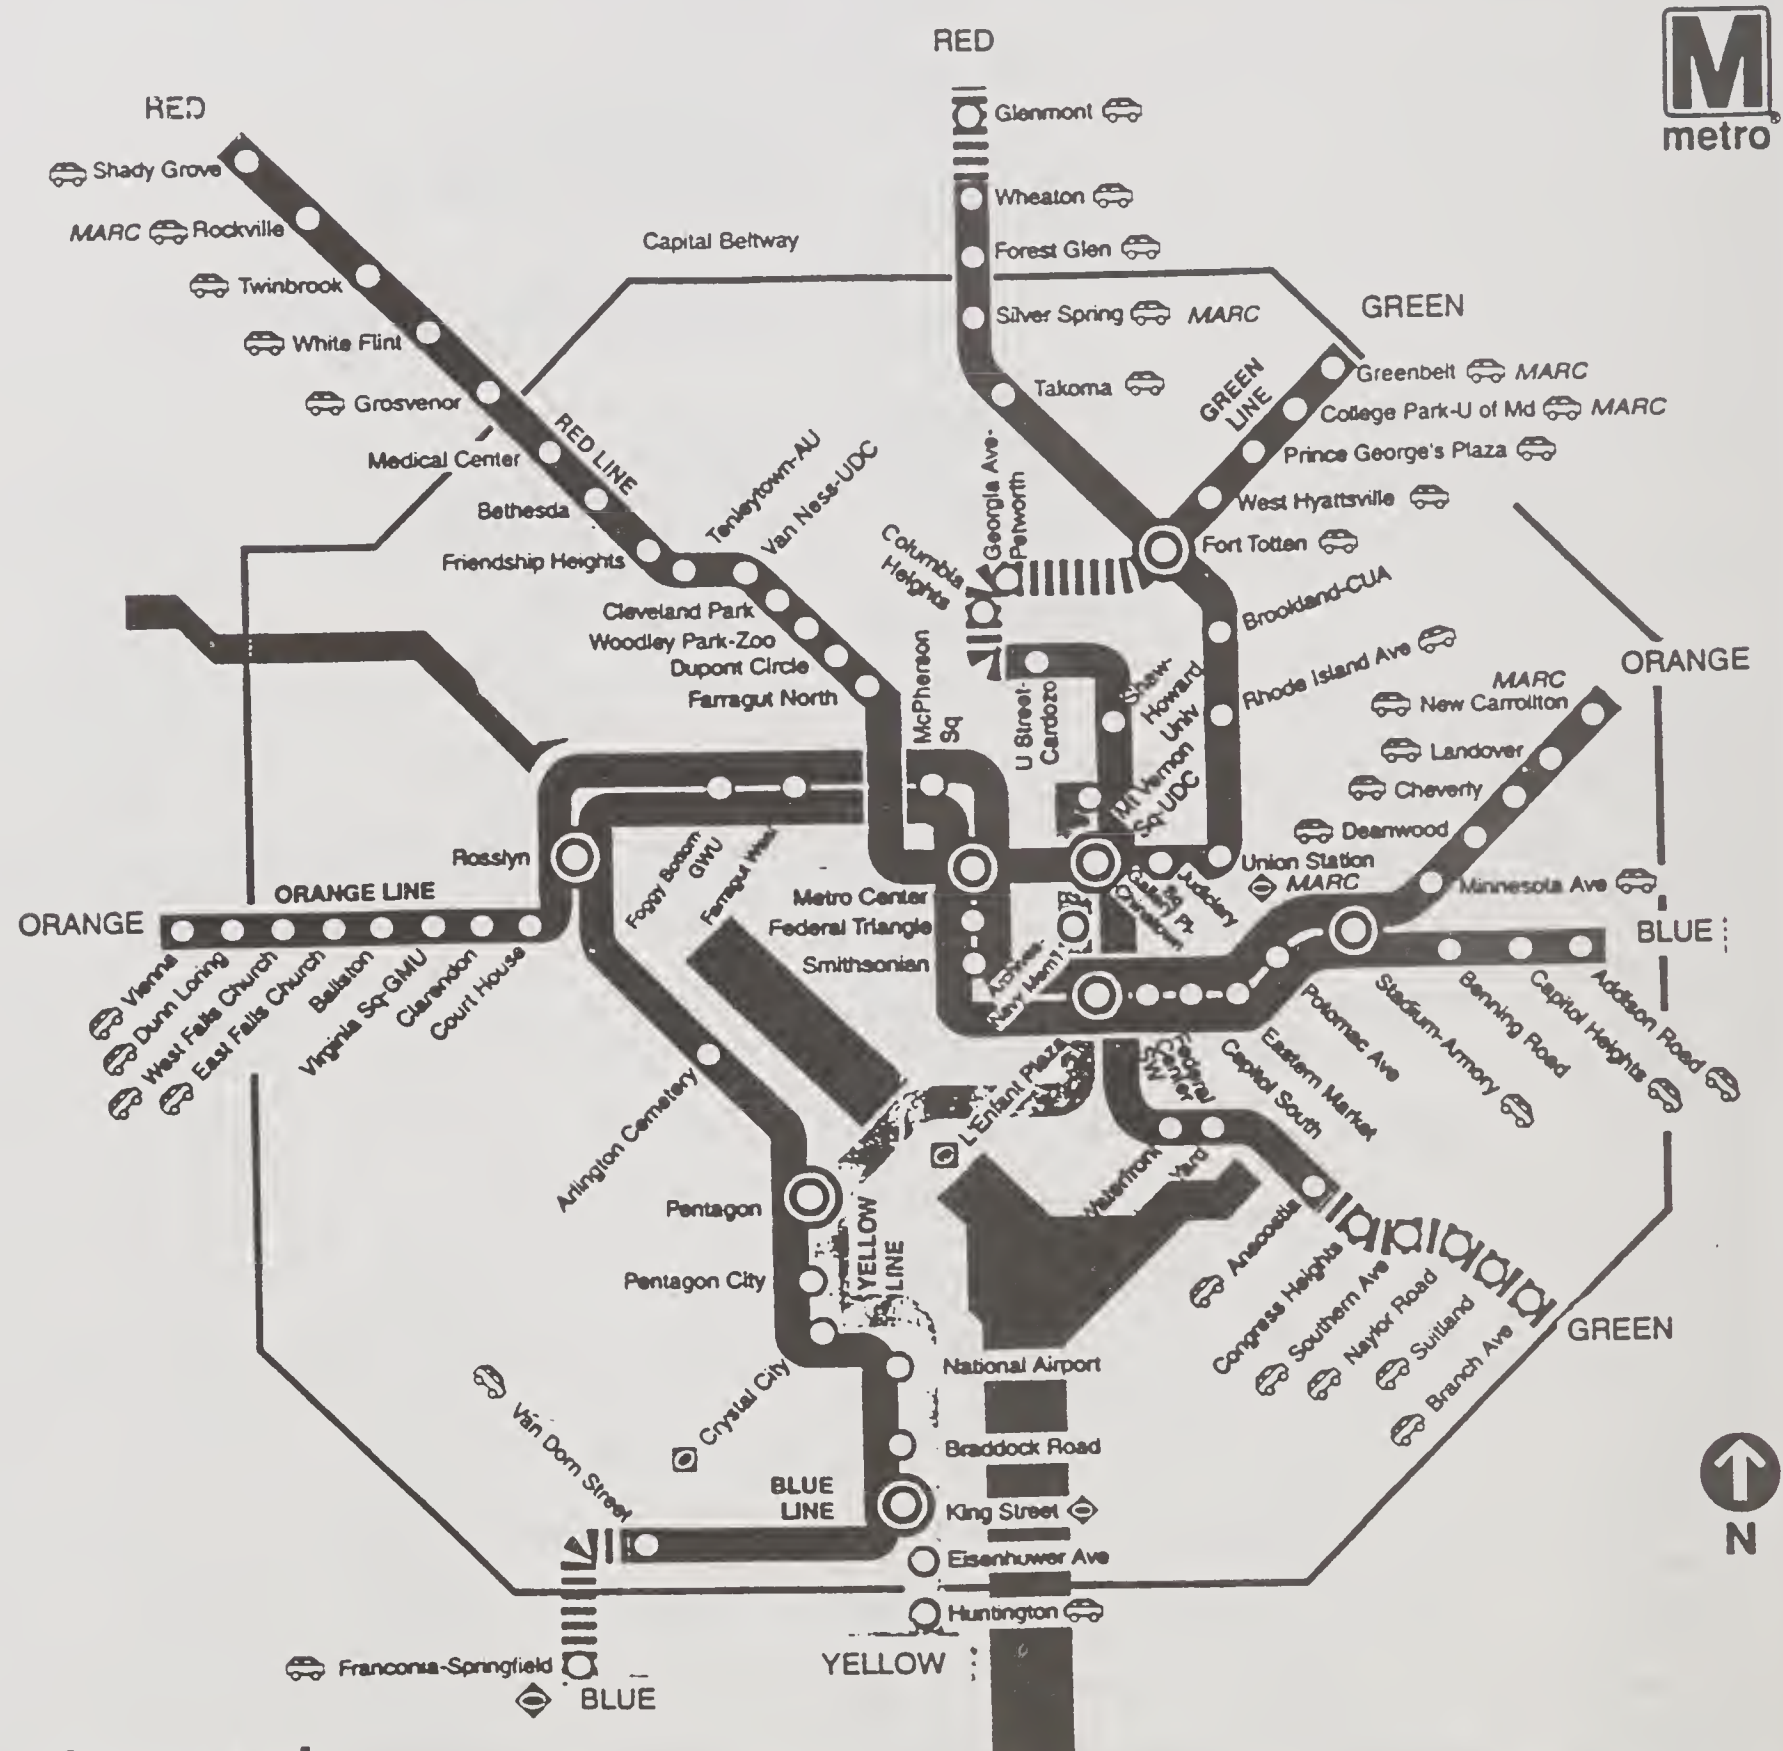 RED
M
metro
RED
Glenmont
Shady Grove
Wheaton
MARC Rockville
Capital Beltway
Forest Glen
Twinbrook
Silver Spring MARC
GREEN
White Flint
GREEN
LINE
Greenbelt MARC
Takoma
Grosvenor
College Park-U of Md MARC
RED LINE
Prince George's Plaza
Medical Center
Tenleytown-AU
Van Ness-UDC
Georgia Ave-
Petworth
West Hyattsville
Bethesda
Fort Totten
Friendship Heights
Columbia
Heights
Brookland-CUA
Cleveland Park
Woodley Park-Zoo
Dupont Circle
Farragut North
McPherson
Sq
U Street-
Cardozo
Shaw-
Howard
Univ
Rhode Island Ave
ORANGE
MARC
New Carrollton
Landover
Mt Vernon
Sq-UDC
Cheverly
Deanwood
Rosslyn
Foggy Bottom
GWU
Farragut West
Union Station
MARC
Metro Center
Gallery Pl
Chinatown
Judiciary
Sq
Minnesota Ave
ORANGE LINE
ORANGE
Federal Triangle
BLUE
Smithsonian
Archives-
Navy Mem'l
Vienna
Dunn Loring
West Falls Church
East Falls Church
Ballston
Virginia Sq-GMU
Clarendon
Court House
Addison Road
Capitol Heights
Benning Road
Stadium-Armory
Potomac Ave
Eastern Market
Capitol South
Federal
Center
SW
L'Enfant Plaza
Arlington Cemetery
Waterfront
Yard
Pentagon
YELLOW
LINE
Anacostia
Pentagon City
Congress Heights
Southern Ave
Naylor Road
Suitland
Branch Ave
GREEN
National Airport
Crystal City
Van Dorn Street
Braddock Road
BLUE
LINE
King Street
N
Eisenhower Ave
Huntington
YELLOW
Franconia-Springfield
BLUE